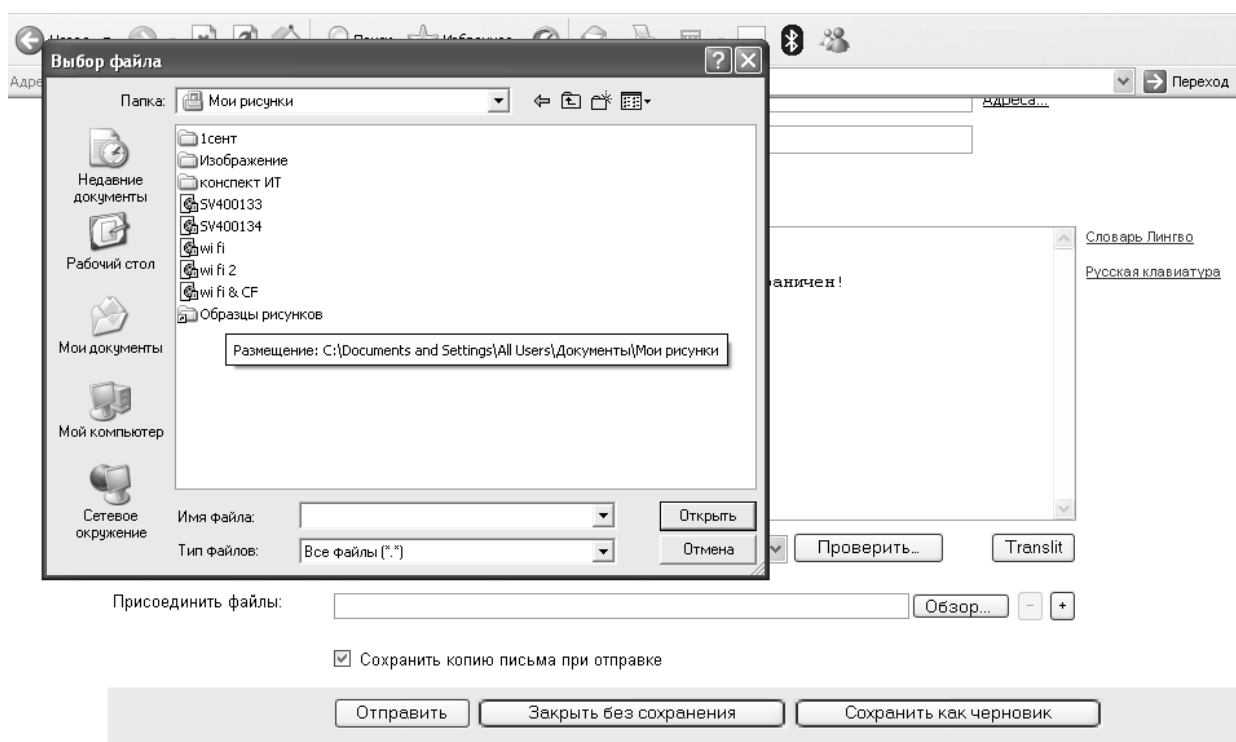 Выбор файла
Адре
Переход
Папка:
Мои рисунки
Адреса...
1сент
Изображение
конспект ИТ
SV400133
SV400134
wi fi
wi fi 2
wi fi & CF
Образцы рисунков
Размещение: C:\Documents and Settings\All Users\Документы\Мои рисунки
Недавние
документы
Рабочий стол
Мои документы
Мой компьютер
Сетевое
окружение
Словарь Лингво
Русская клавиатура
аничен!
Имя файла:
Открыть
Тип файлов:
Все файлы (*.*)
Отмена
Проверить...
Translit
Присоединить файлы:
Обзор...
- +
Сохранить копию письма при отправке
Отправить
Закрыть без сохранения
Сохранить как черновик